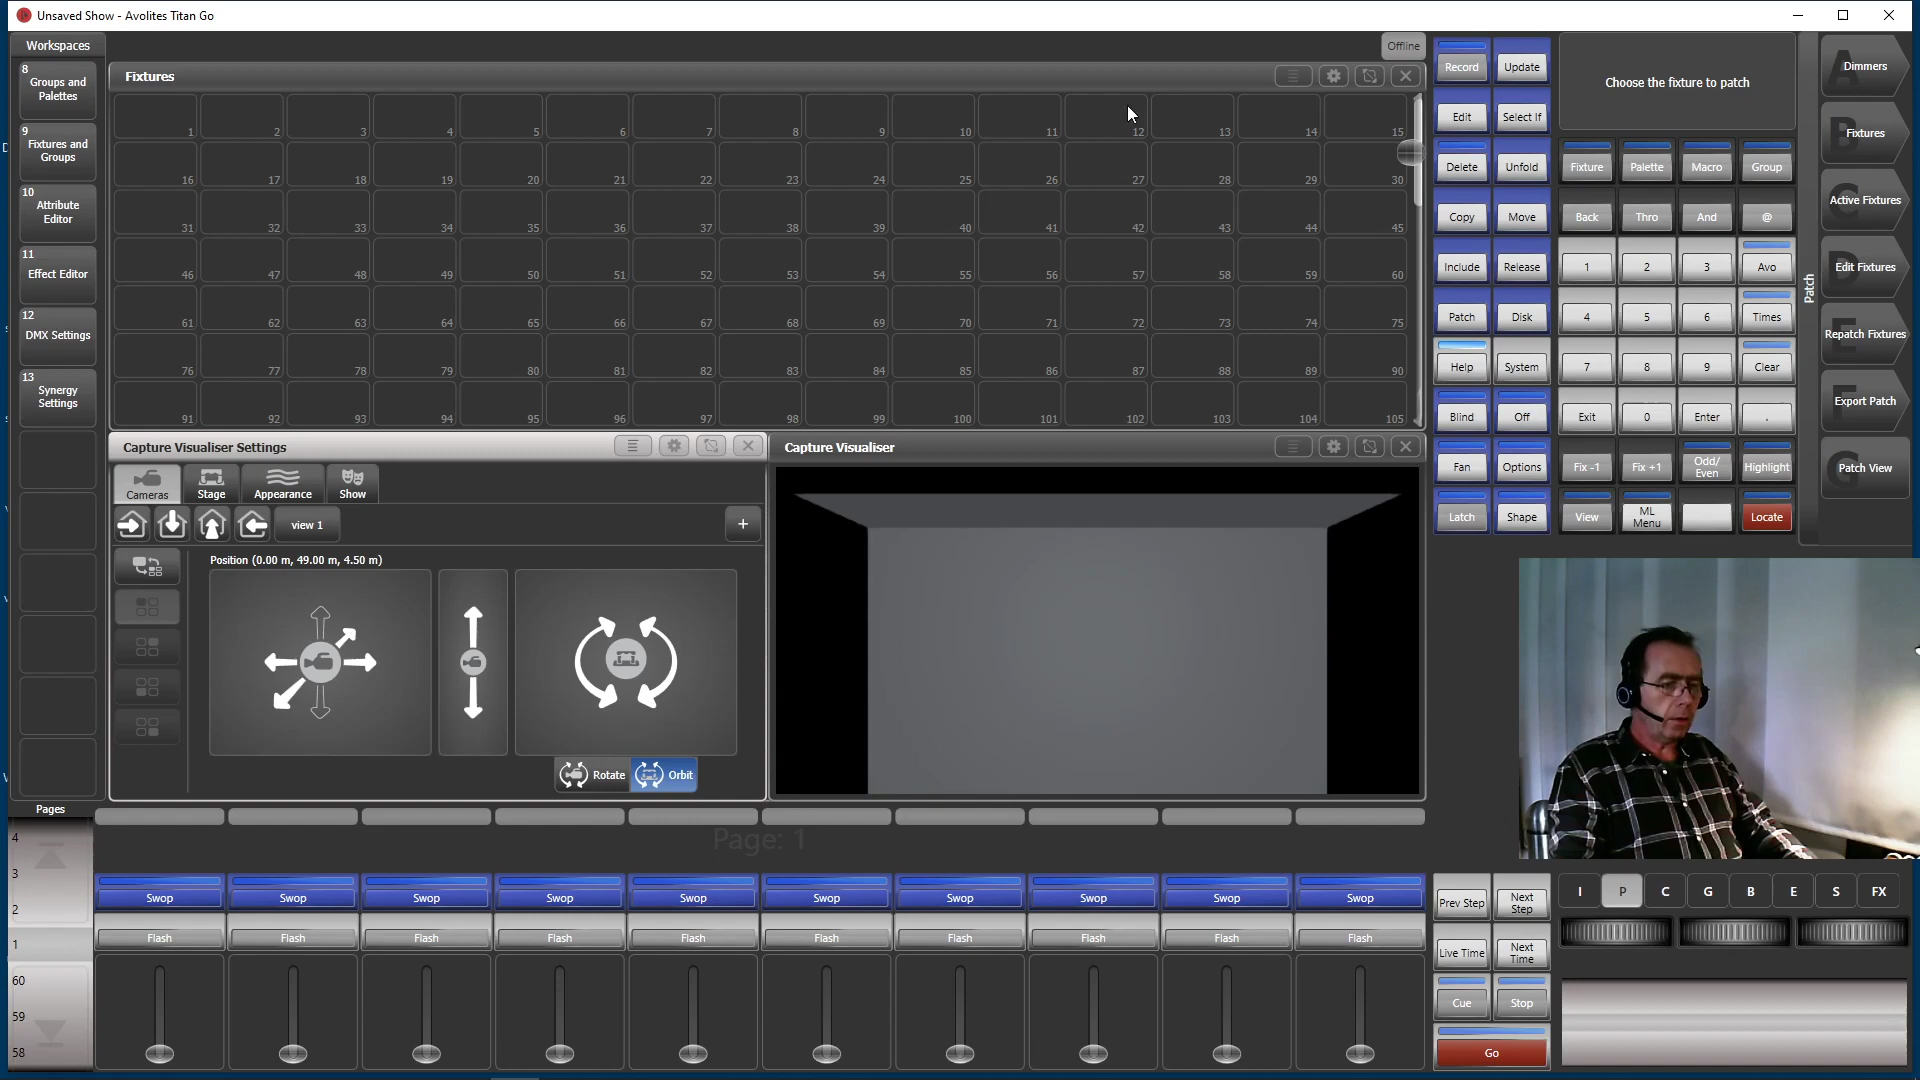 Unsaved Show - Avolites Titan Go
Workspaces
8
Groups and
Palettes
9
Fixtures and
Groups
10
Attribute
Editor
11
Effect Editor
12
DMX Settings
13
Synergy
Settings
Offline
Fixtures
1 2 3 4 5 6 7 8 9 10 11 12 13 14 15
16 17 18 19 20 21 22 23 24 25 26 27 28 29 30
31 32 33 34 35 36 37 38 39 40 41 42 43 44 45
46 47 48 49 50 51 52 53 54 55 56 57 58 59 60
61 62 63 64 65 66 67 68 69 70 71 72 73 74 75
76 77 78 79 80 81 82 83 84 85 86 87 88 89 90
91 92 93 94 95 96 97 98 99 100 101 102 103 104 105
Capture Visualiser Settings
Cameras Stage Appearance Show
view 1 +
Position (0.00 m, 49.00 m, 4.50 m)
Rotate Orbit
Capture Visualiser
Record Update
Edit Select If
Delete Unfold
Copy Move
Include Release
Patch Disk
Help System
Blind Off
Fan Options
Latch Shape
Choose the fixture to patch
Fixture Palette Macro Group
Back Thro And @
1 2 3 Avo
4 5 6 Times
7 8 9 Clear
Exit 0 Enter .
Fix -1 Fix +1 Odd/
Even Highlight
View ML
Menu Locate
Patch
A Dimmers
B Fixtures
C Active Fixtures
D Edit Fixtures
E Repatch Fixtures
F Export Patch
G Patch View
Pages
4
3
2
1
60
59
58
Page: 1
Swop Swop Swop Swop Swop Swop Swop Swop Swop Swop
Flash Flash Flash Flash Flash Flash Flash Flash Flash Flash
Prev Step Next
Step
Live Time Next
Time
Cue Stop
Go
I P C G B E S FX